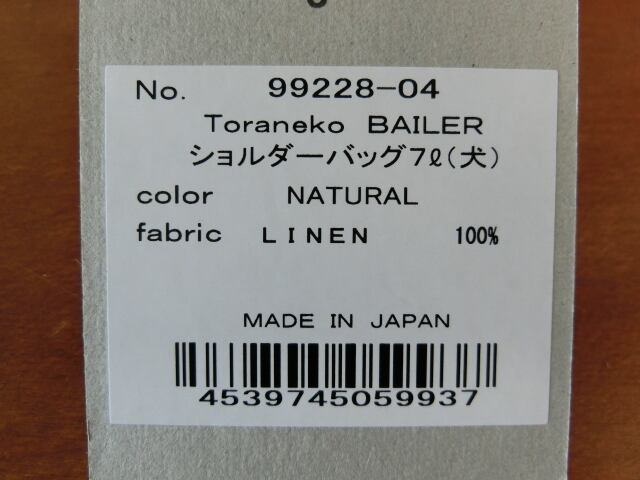 No. 99228-04
Toraneko BAILER
ショルダーバッグ7ℓ(犬)
color NATURAL
fabric LINEN 100%
MADE IN JAPAN
4539745059937